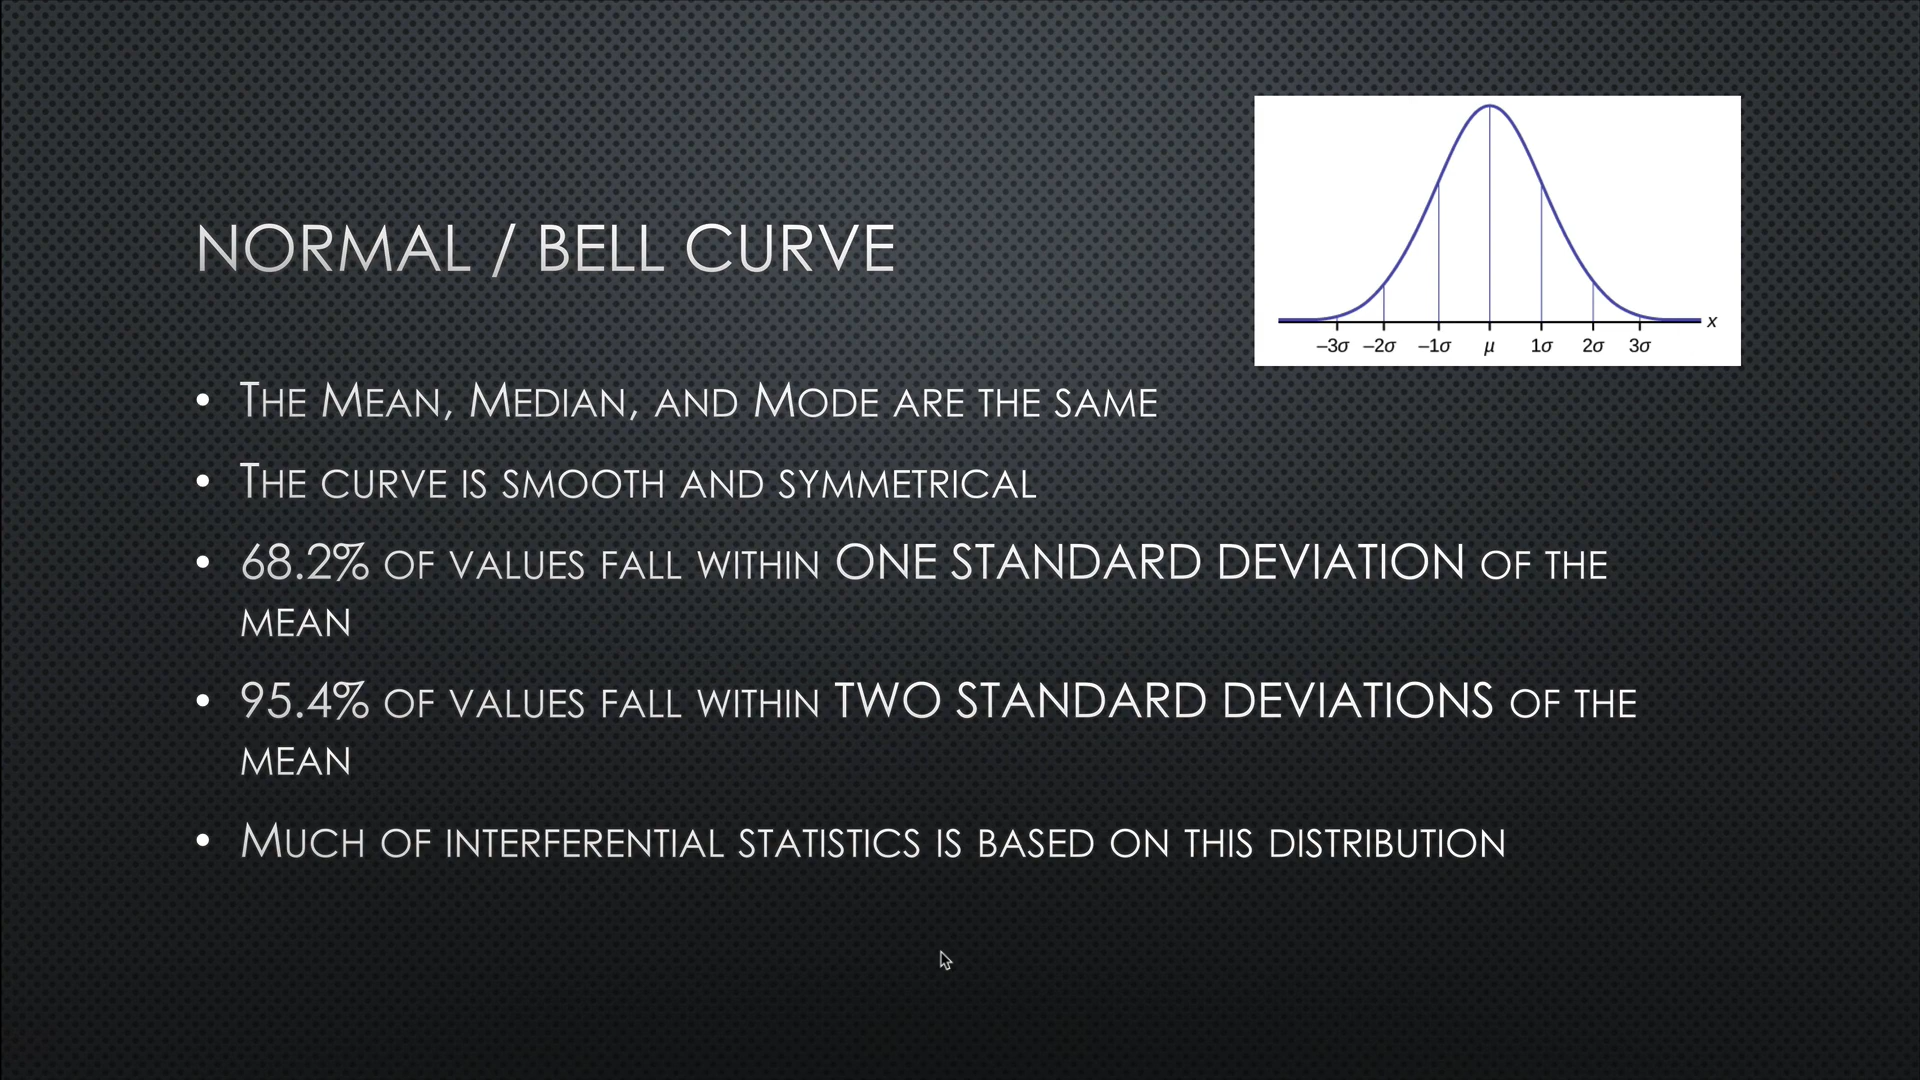 NORMAL / BELL CURVE
–3σ –2σ –1σ μ 1σ 2σ 3σ x
• The Mean, Median, and Mode are the same
• The curve is smooth and symmetrical
• 68.2% of values fall within ONE STANDARD DEVIATION of the
mean
• 95.4% of values fall within TWO STANDARD DEVIATIONS of the
mean
• Much of interferential statistics is based on this distribution